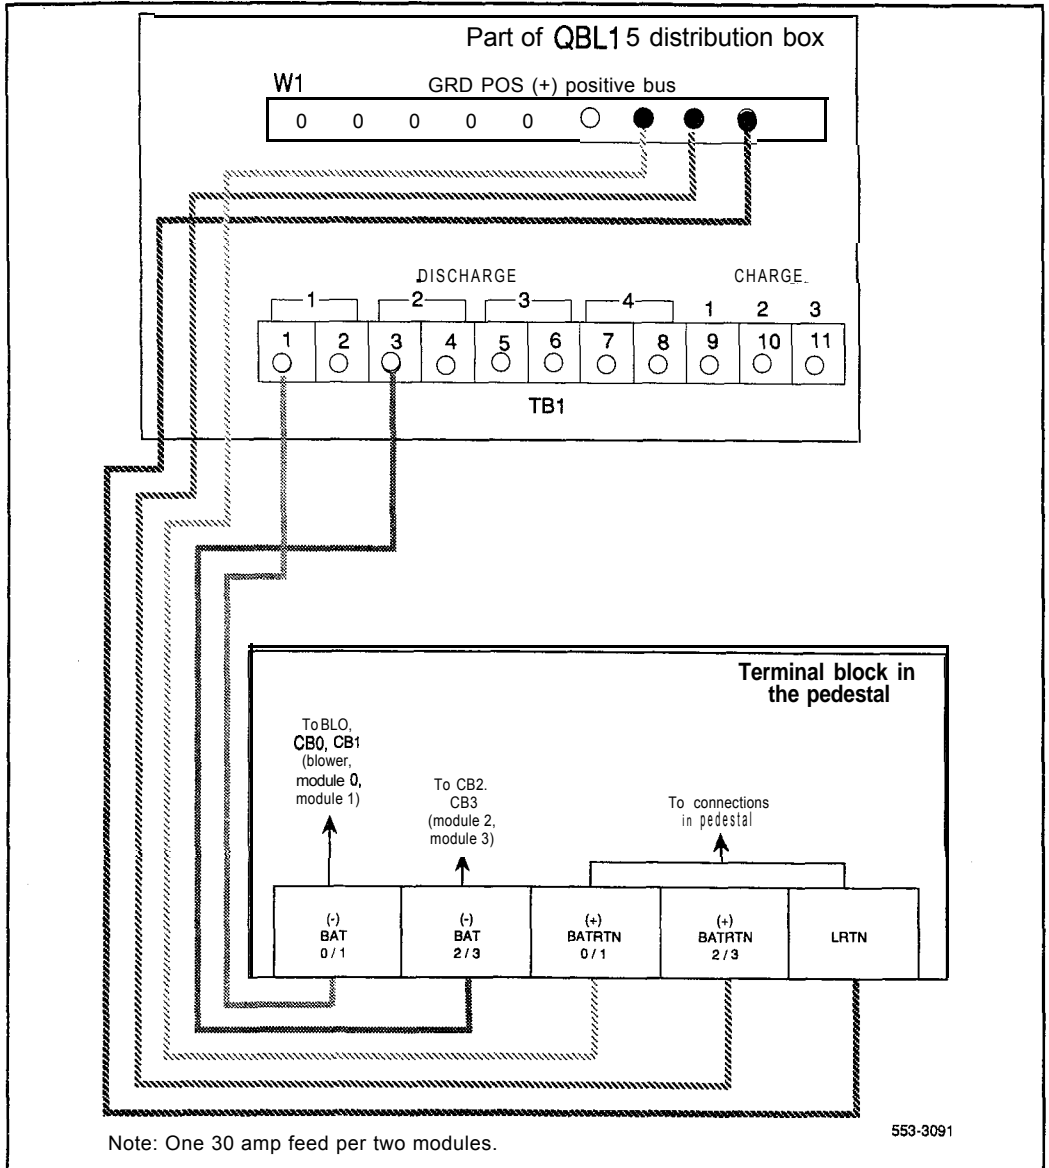 Part of QBL15 distribution box
W1
GRD POS (+) positive bus
0 0 0 0 0
DISCHARGE CHARGE
1 2 3 4 1 2 3
1 2 3 4 5 6 7 8 9 10 11
TB1
Terminal block in
the pedestal
To BLO,
CB0, CB1
(blower,
module 0,
module 1)
To CB2.
CB3
(module 2,
module 3)
To connections
in pedestal
(-)
BAT
0 / 1
(-)
BAT
2 / 3
(+)
BATRTN
0 / 1
(+)
BATRTN
2 / 3
LRTN
553-3091
Note: One 30 amp feed per two modules.